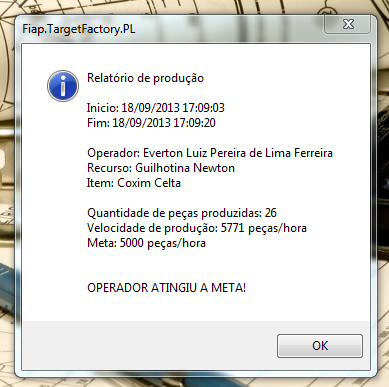 Fiap.TargetFactory.PL
Relatório de produção
Inicio: 18/09/2013 17:09:03
Fim: 18/09/2013 17:09:20
Operador: Everton Luiz Pereira de Lima Ferreira
Recurso: Guilhotina Newton
Item: Coxim Celta
Quantidade de peças produzidas: 26
Velocidade de produção: 5771 peças/hora
Meta: 5000 peças/hora
OPERADOR ATINGIU A META!
OK